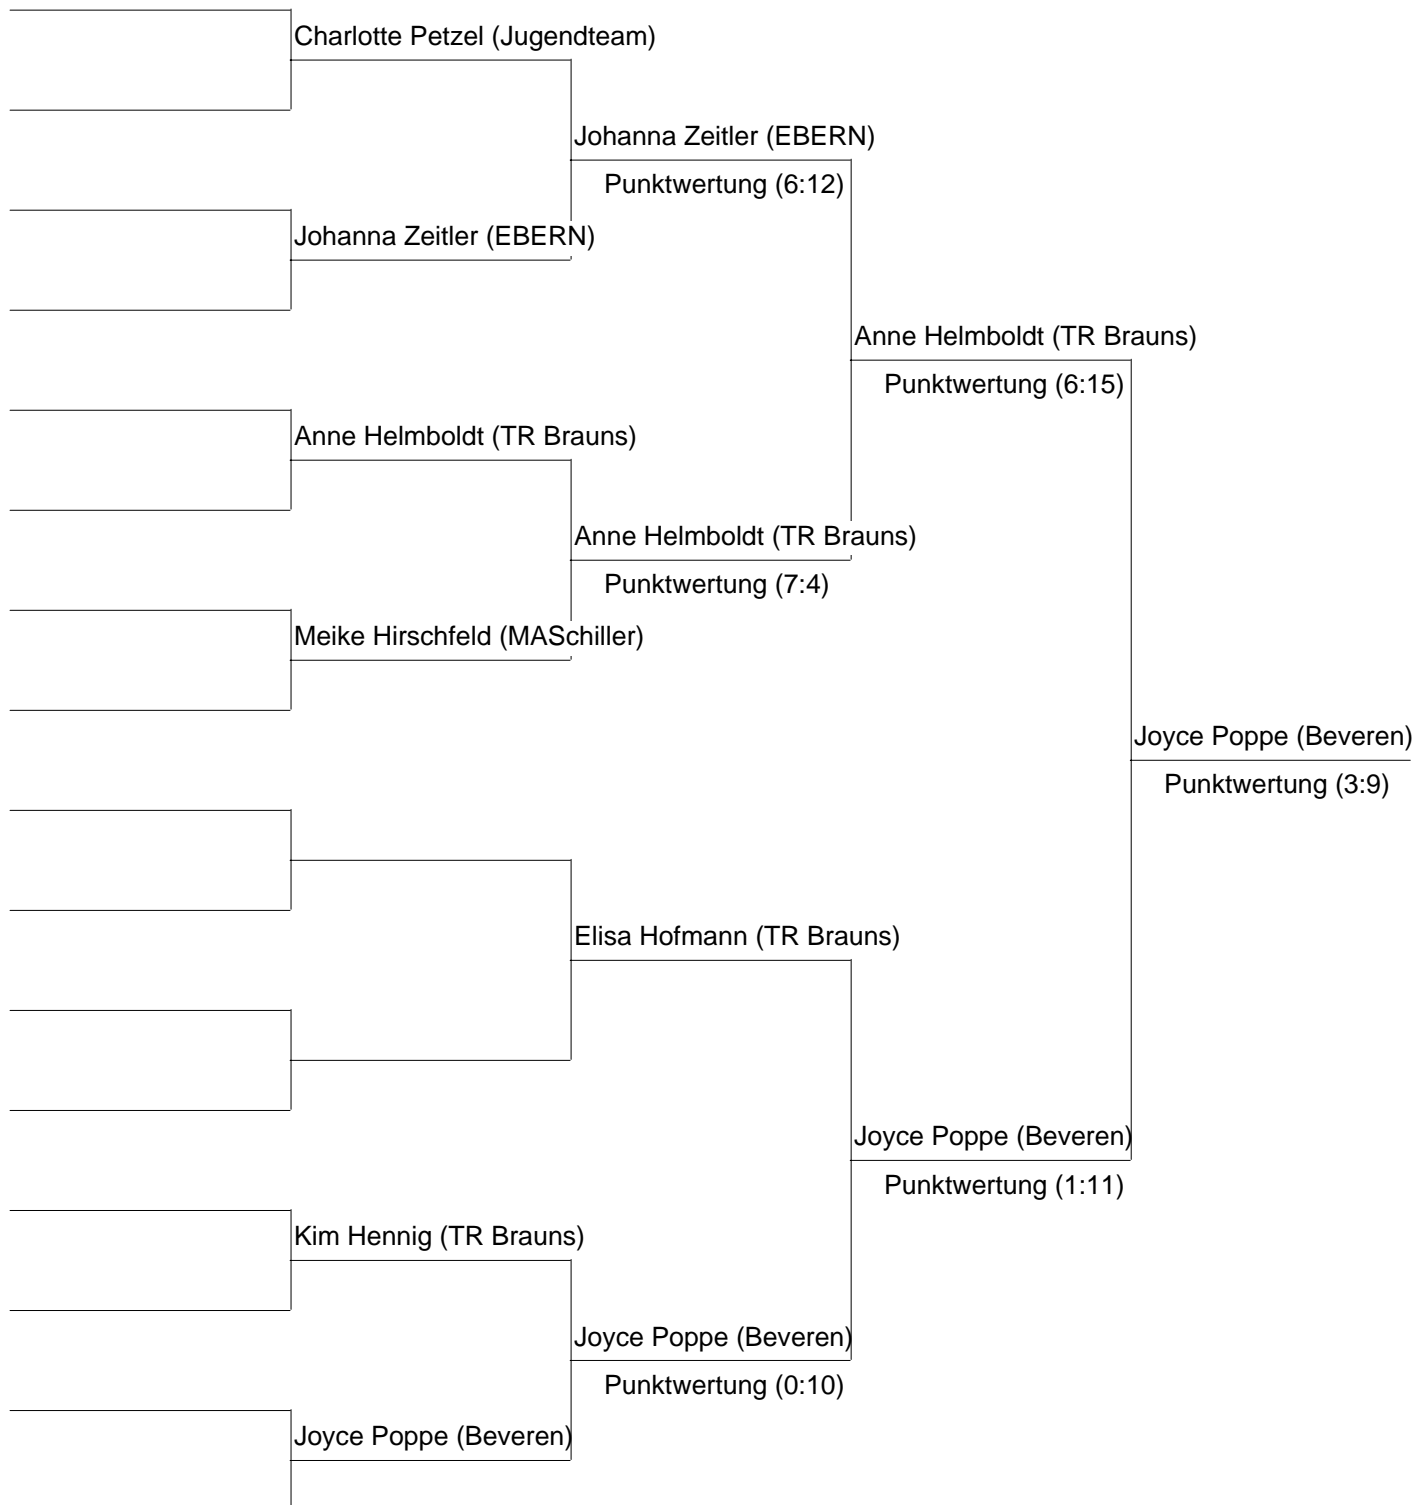 Charlotte Petzel (Jugendteam)
Johanna Zeitler (EBERN)
Punktwertung (6:12)
Johanna Zeitler (EBERN)
Anne Helmboldt (TR Brauns)
Punktwertung (6:15)
Anne Helmboldt (TR Brauns)
Anne Helmboldt (TR Brauns)
Punktwertung (7:4)
Meike Hirschfeld (MASchiller)
Joyce Poppe (Beveren)
Punktwertung (3:9)
Elisa Hofmann (TR Brauns)
Joyce Poppe (Beveren)
Punktwertung (1:11)
Kim Hennig (TR Brauns)
Joyce Poppe (Beveren)
Punktwertung (0:10)
Joyce Poppe (Beveren)